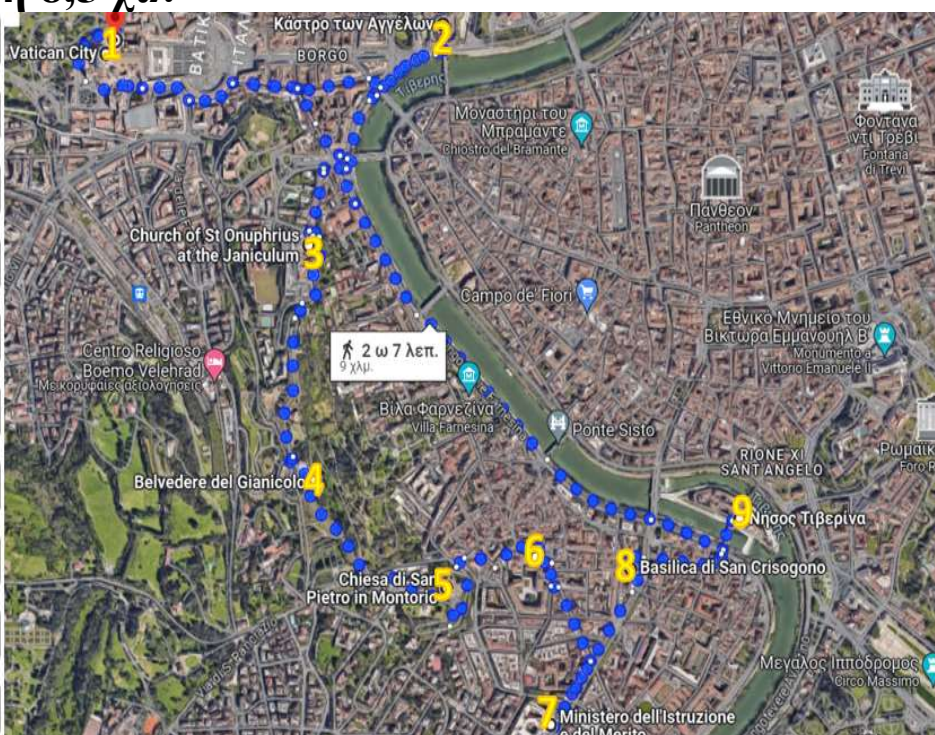 Vatican City
1
ΒΑΤΙΚ
ΙΤΑΛ
Κάστρο των Αγγέλων
2
BORGO
Τίβερης
Μοναστήρι του
Μπραμάντε
Chiostro del Bramante
Φοντάνα
ντι Τρέβι
Fontana
di Trevi
Πάνθεον
Pantheon
Church of St Onuphrius
at the Janiculum
3
Campo de' Fiori
Εθνικό Μνημείο του
Βίκτωρα Εμμανουήλ Β
Monumento a
Vittorio Emanuele II
2 ω 7 λεπ.
9 χλμ.
Centro Religioso
Boemo Velehrad
Με κορυφαίες αξιολογήσεις
Βίλα Φαρνεζίνα
Villa Farnesina
Ponte Sisto
RIONE XI
SANT'ANGELO
Ρωμαϊκ
Foro R
Belvedere del Gianicolo
4
9
Νήσος Τιβερίνα
6
8
Basilica di San Crisogono
Chiesa di San
Pietro in Montorio
5
Μεγάλος Ιππόδρομος
Circo Massimo
7
Ministero dell'Istruzione
e del Merito